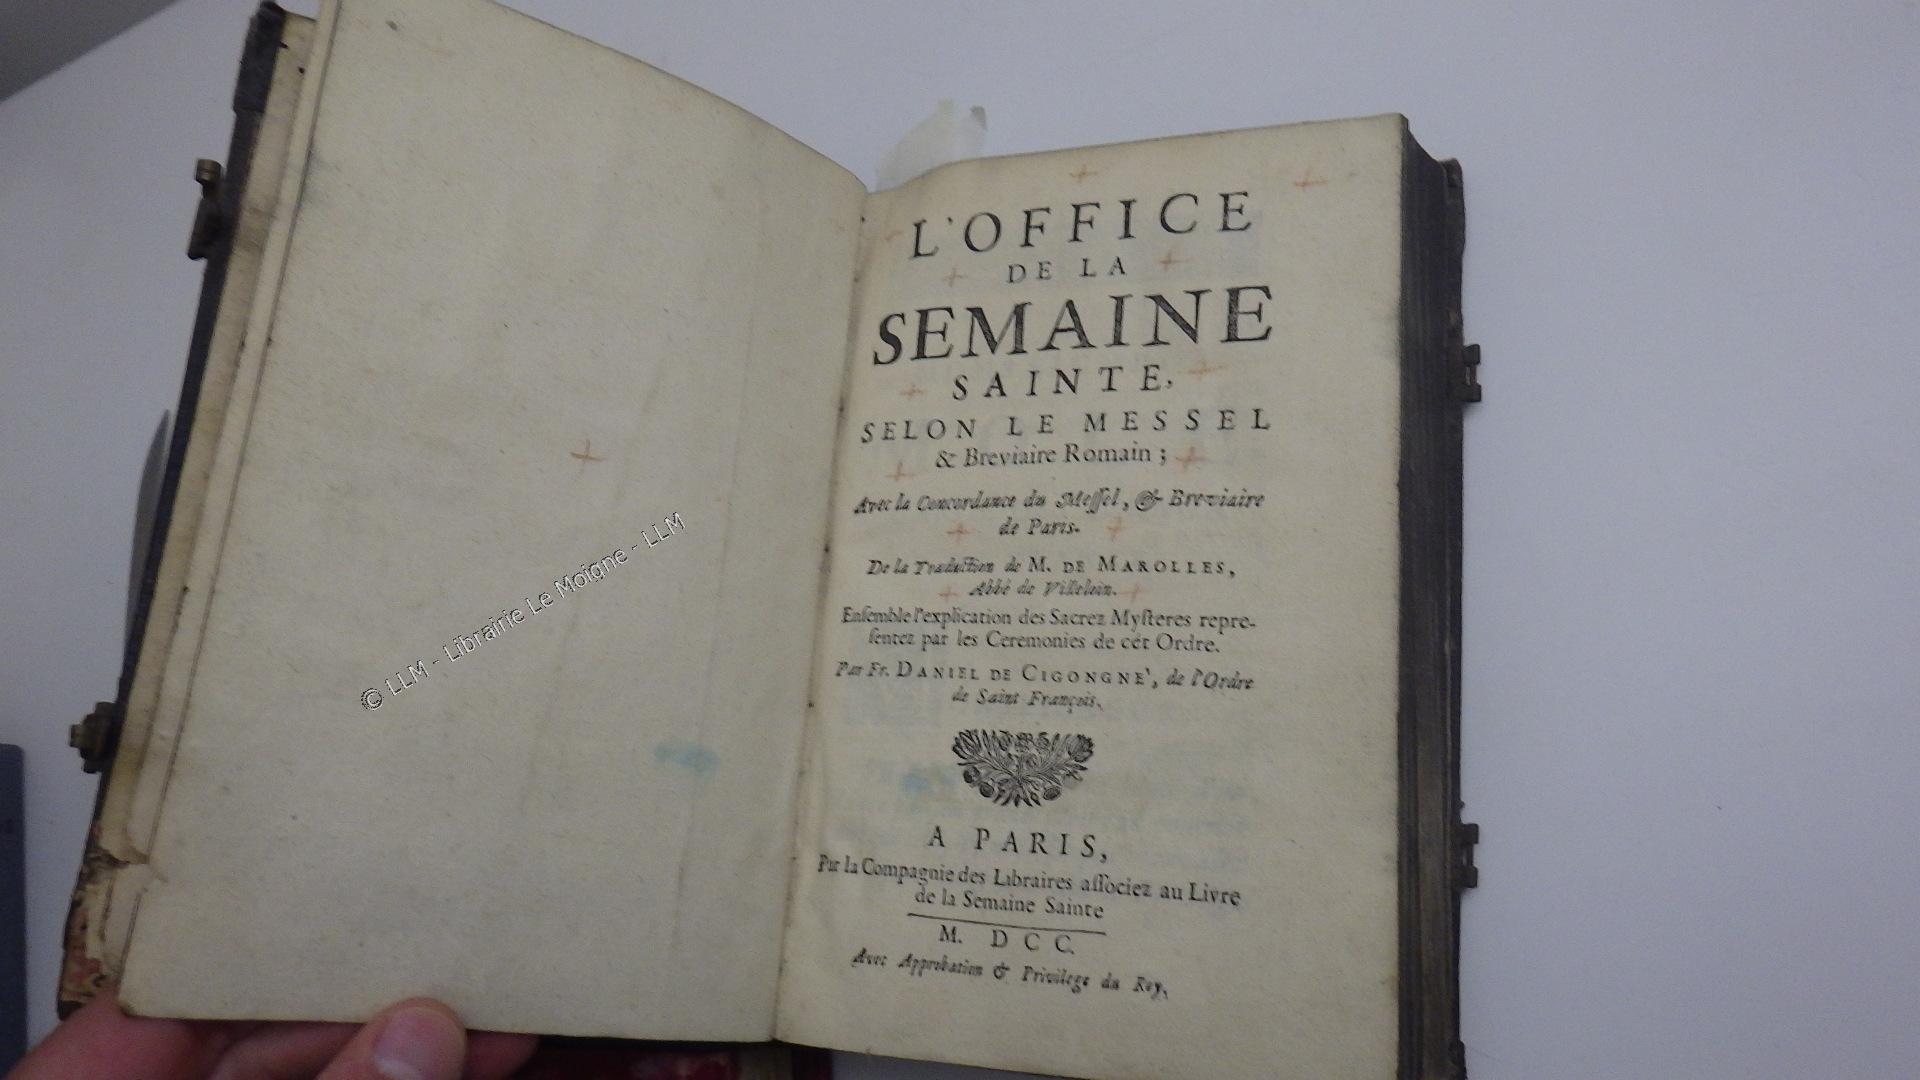 L'OFFICE
DE LA
SEMAINE
SAINTE,
SELON LE MESSEL
& Breviaire Romain ;
Avec la Concordance du Meſſel, & Breviaire
de Paris.
De la Traduction de M. DE MAROLLES,
Abbé de Villeloin.
Enſemble l'explication des Sacrez Myſteres repre-
ſentez par les Ceremonies de cét Ordre.
Par Fr. DANIEL DE CIGONGNE', de l'Ordre
de Saint François.
A PARIS,
Par la Compagnie des Libraires aſſociez au Livre
de la Semaine Sainte
M. DCC.
Avec Approbation & Privilege du Roy.
© LLM - Librairie Le Moigne - LLM